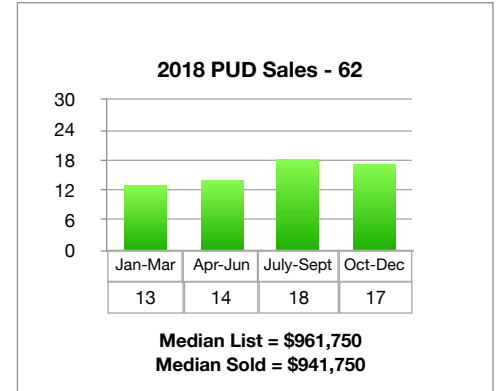 2018 PUD Sales - 62
30
24
18
12
6
0
Jan-Mar Apr-Jun July-Sept Oct-Dec
13 14 18 17
Median List = $961,750
Median Sold = $941,750